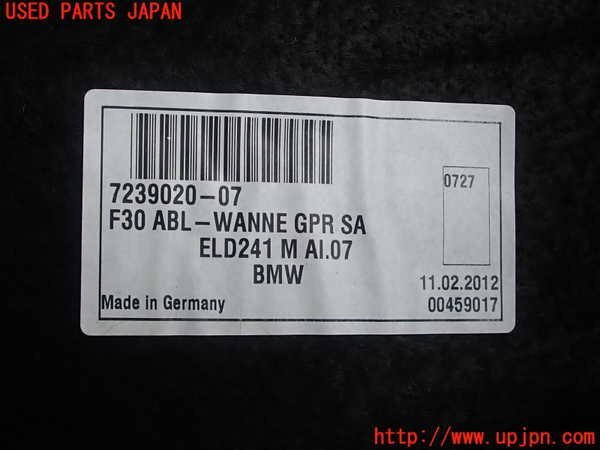 USED PARTS JAPAN
7239020-07
0727
F30 ABL-WANNE GPR SA
ELD241 M AI.07
BMW
11.02.2012
Made in Germany
00459017
http://www.upjpn.com/